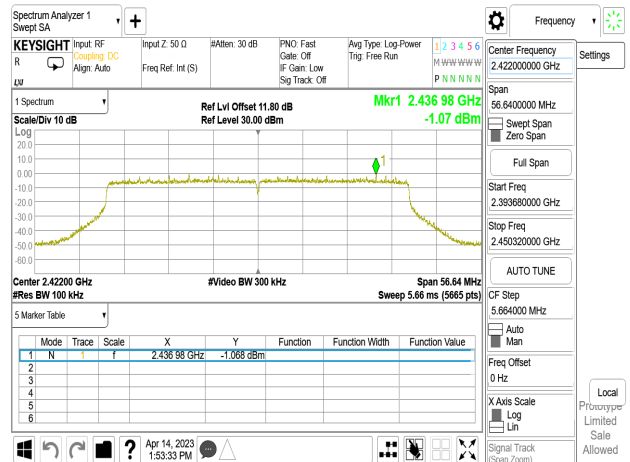 Spectrum Analyzer 1
Swept SA
+
Frequency
KEYSIGHT
Input: RF
Coupling: DC
Align: Auto
Input Z: 50 Ω
Freq Ref: Int (S)
#Atten: 30 dB
PNO: Fast
Gate: Off
IF Gain: Low
Sig Track: Off
Avg Type: Log-Power
Trig: Free Run
1 2 3 4 5 6
M W W W W W
P N N N N N
R
LXI
1 Spectrum
Scale/Div 10 dB
Ref Lvl Offset 11.80 dB
Ref Level 30.00 dBm
Mkr1 2.436 98 GHz
-1.07 dBm
Log
20.0
10.0
0.00
-10.0
-20.0
-30.0
-40.0
-50.0
-60.0
1
Center 2.42200 GHz
#Res BW 100 kHz
#Video BW 300 kHz
Span 56.64 MHz
Sweep 5.66 ms (5665 pts)
5 Marker Table
Mode Trace Scale X Y Function Function Width Function Value
1 N 1 f 2.436 98 GHz -1.068 dBm
2
3
4
5
6
Apr 14, 2023
1:53:33 PM
?
Center Frequency
2.422000000 GHz
Span
56.6400000 MHz
Swept Span
Zero Span
Full Span
Start Freq
2.393680000 GHz
Stop Freq
2.450320000 GHz
AUTO TUNE
CF Step
5.664000 MHz
Auto
Man
Freq Offset
0 Hz
X Axis Scale
Log
Lin
Signal Track
(Span Zoom)
Settings
Local
Prototype
Limited
Sale
Allowed